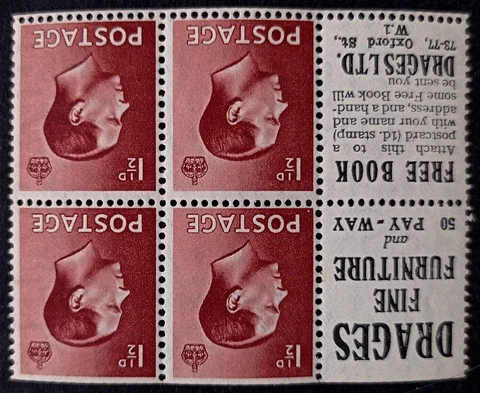 DRAGES
FINE
FURNITURE
and
50 PAY-WAY
1½D
POSTAGE
1½D
POSTAGE
FREE BOOK
Attach this to a
postcard (1d. stamp)
with your name and
address, and a hand-
some Free Book will
be sent you
DRAGES LTD.
73-77, Oxford St.,
W.1
1½D
POSTAGE
1½D
POSTAGE